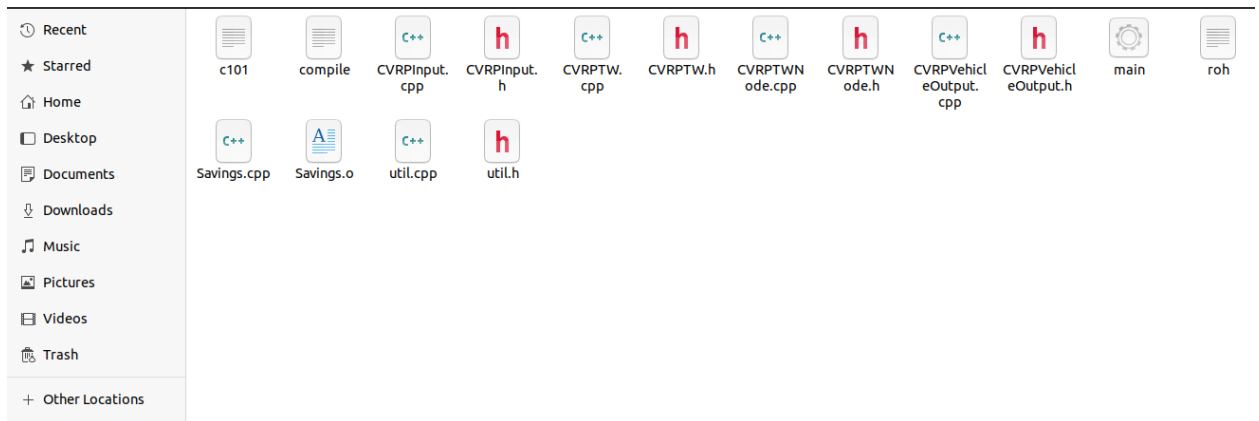 Recent
Starred
Home
Desktop
Documents
Downloads
Music
Pictures
Videos
Trash
+ Other Locations
c101
compile
C++
CVRPInput.
cpp
h
CVRPInput.
h
C++
CVRPTW.
cpp
h
CVRPTW.h
C++
CVRPTWN
ode.cpp
h
CVRPTWN
ode.h
C++
CVRPVehicl
eOutput.
cpp
h
CVRPVehicl
eOutput.h
main
roh
C++
Savings.cpp
A
Savings.o
C++
util.cpp
h
util.h